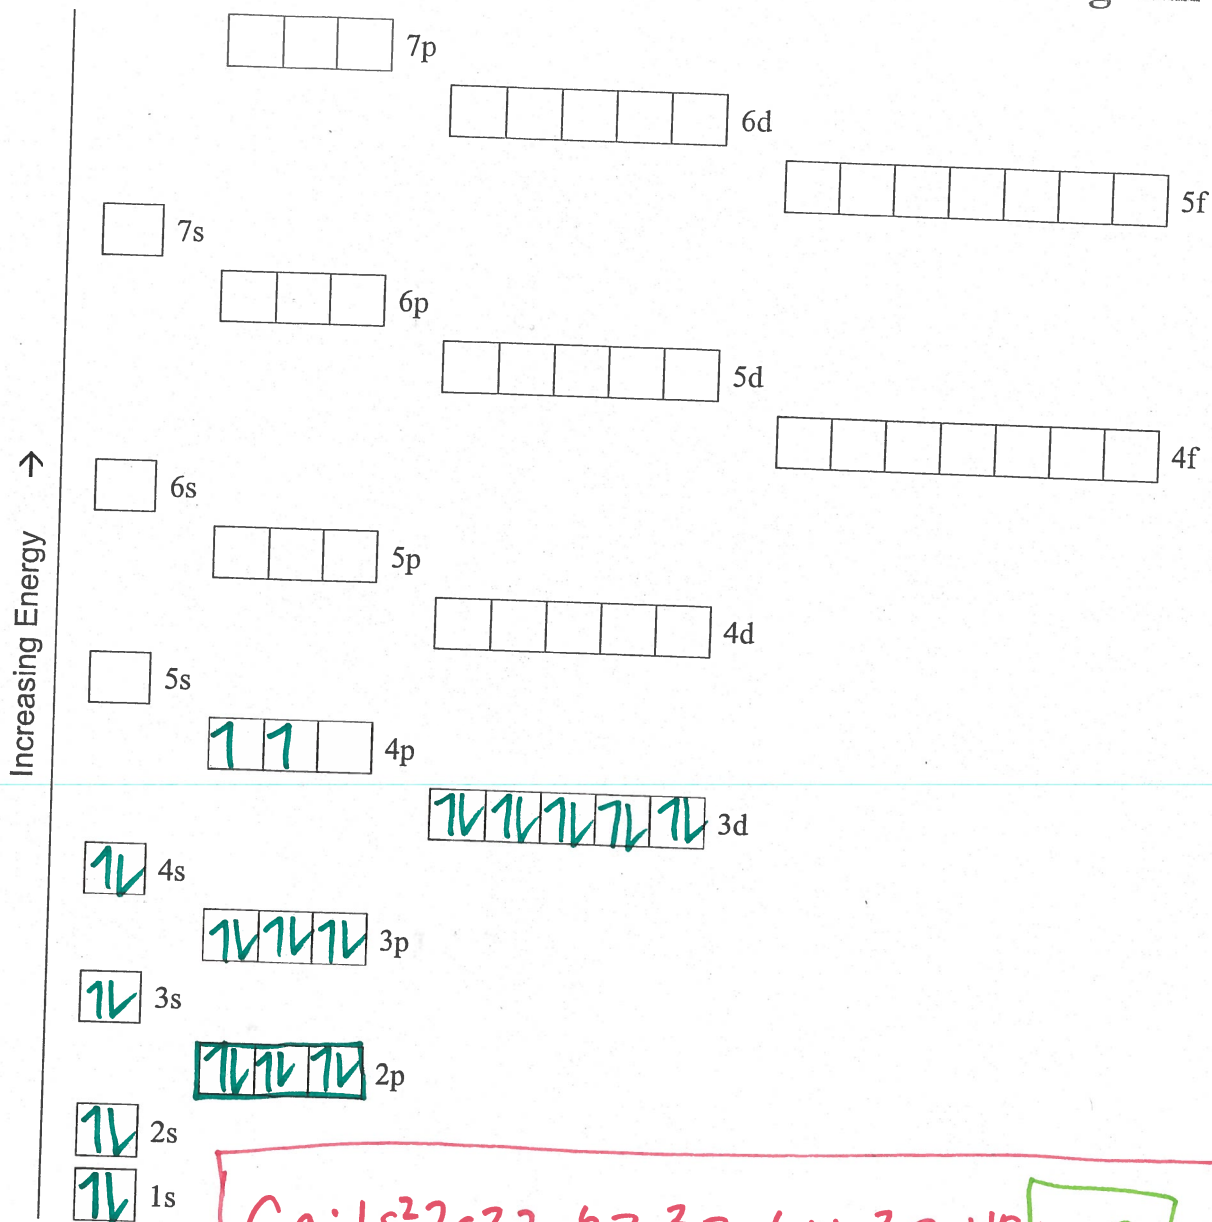 7p
6d
5f
7s
6p
5d
4f
6s
5p
4d
5s
4p
3d
4s
3p
3s
2p
2s
1s
Increasing Energy →